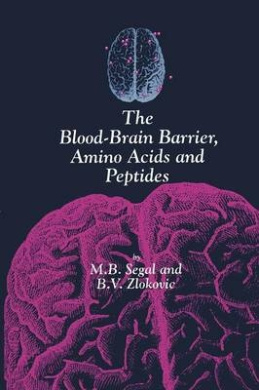 The
Blood-Brain Barrier,
Amino Acids and
Peptides
by
M.B. Segal and
B.V. Zlokovic